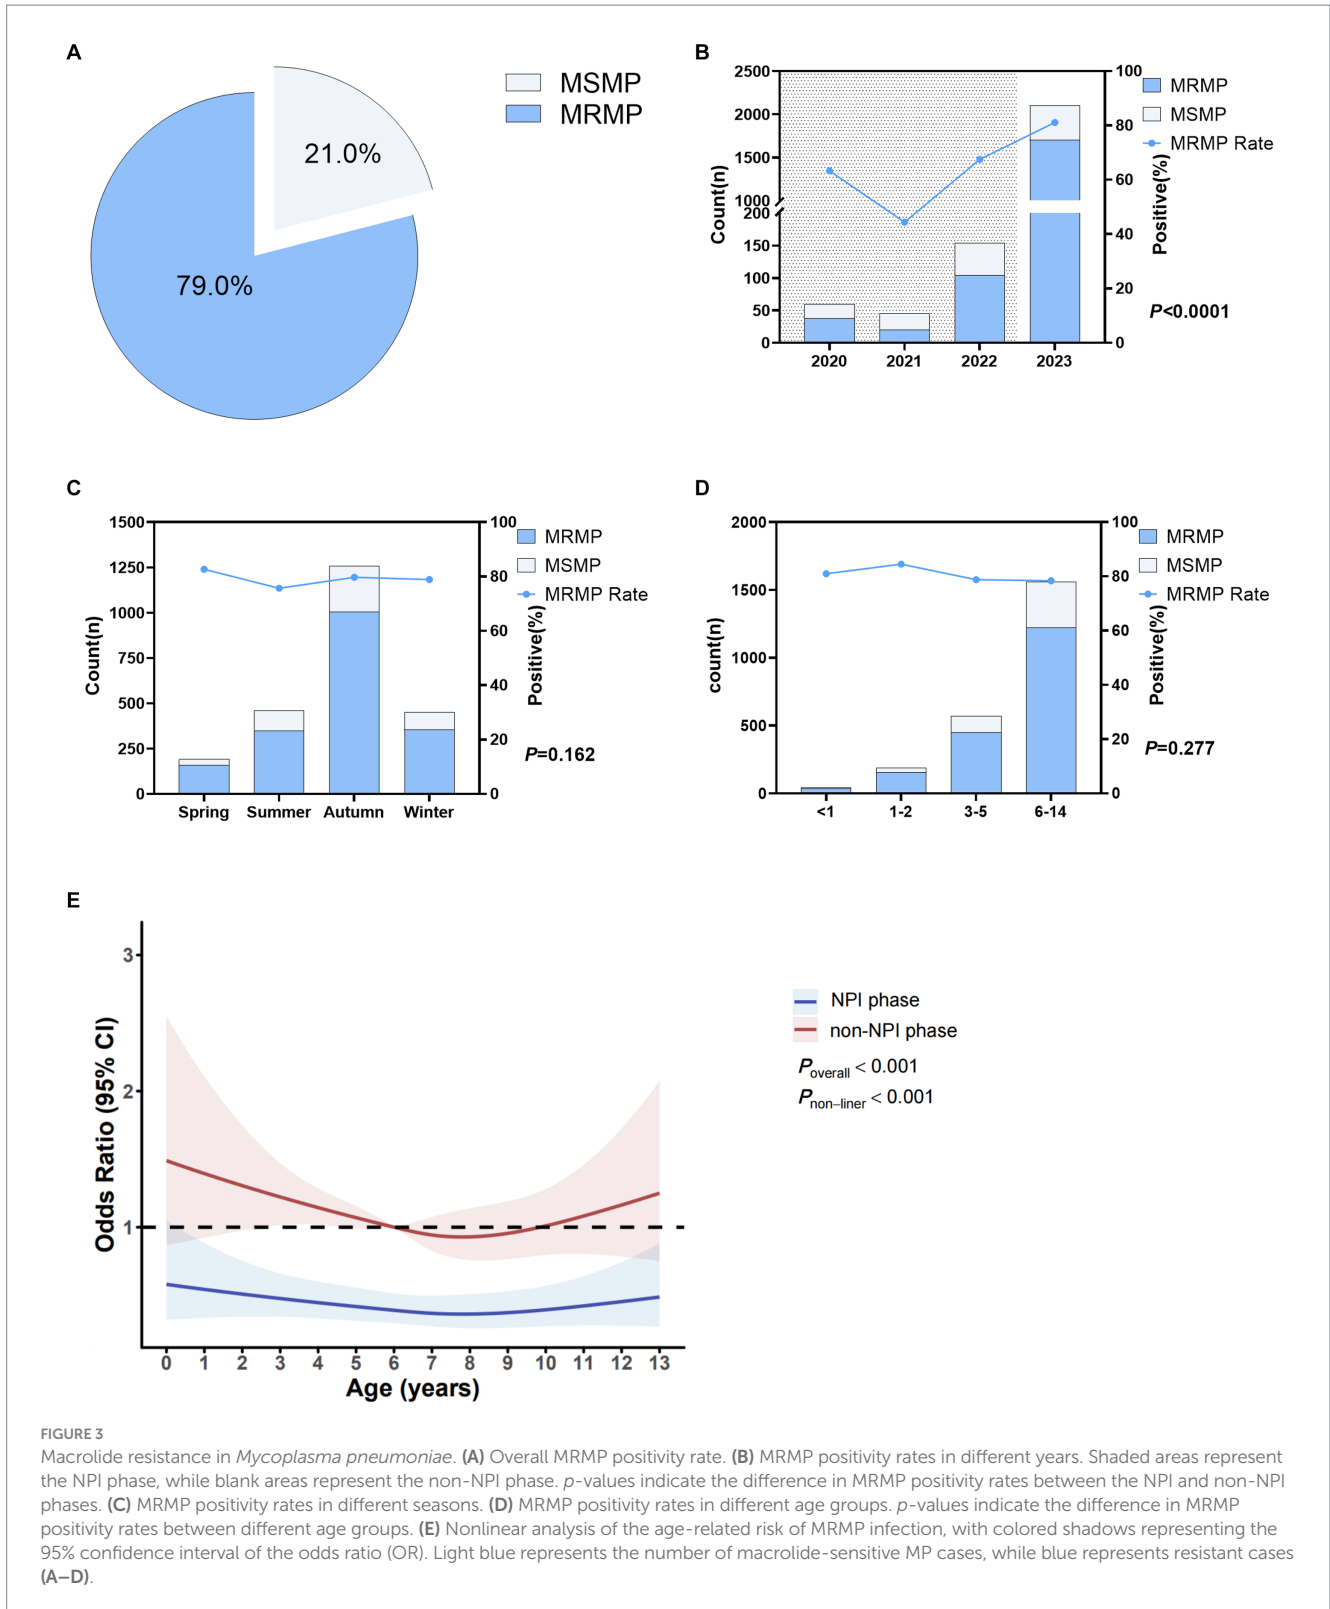 A
MSMP
MRMP
21.0%
79.0%
B
2500
2000
1500
1000
200
150
100
50
0
Count(n)
2020
2021
2022
2023
100
80
60
40
20
0
Positive(%)
MRMP
MSMP
MRMP Rate
P<0.0001
C
1500
1250
1000
750
500
250
0
Count(n)
Spring
Summer
Autumn
Winter
100
80
60
40
20
0
Positive(%)
MRMP
MSMP
MRMP Rate
P=0.162
D
2000
1500
1000
500
0
count(n)
<1
1-2
3-5
6-14
100
80
60
40
20
0
Positive(%)
MRMP
MSMP
MRMP Rate
P=0.277
E
3
2
1
Odds Ratio (95% CI)
0 1 2 3 4 5 6 7 8 9 10 11 12 13
Age (years)
NPI phase
non-NPI phase
Poverall < 0.001
Pnon–liner < 0.001
FIGURE 3
Macrolide resistance in Mycoplasma pneumoniae. (A) Overall MRMP positivity rate. (B) MRMP positivity rates in different years. Shaded areas represent
the NPI phase, while blank areas represent the non-NPI phase. p-values indicate the difference in MRMP positivity rates between the NPI and non-NPI
phases. (C) MRMP positivity rates in different seasons. (D) MRMP positivity rates in different age groups. p-values indicate the difference in MRMP
positivity rates between different age groups. (E) Nonlinear analysis of the age-related risk of MRMP infection, with colored shadows representing the
95% confidence interval of the odds ratio (OR). Light blue represents the number of macrolide-sensitive MP cases, while blue represents resistant cases
(A–D).